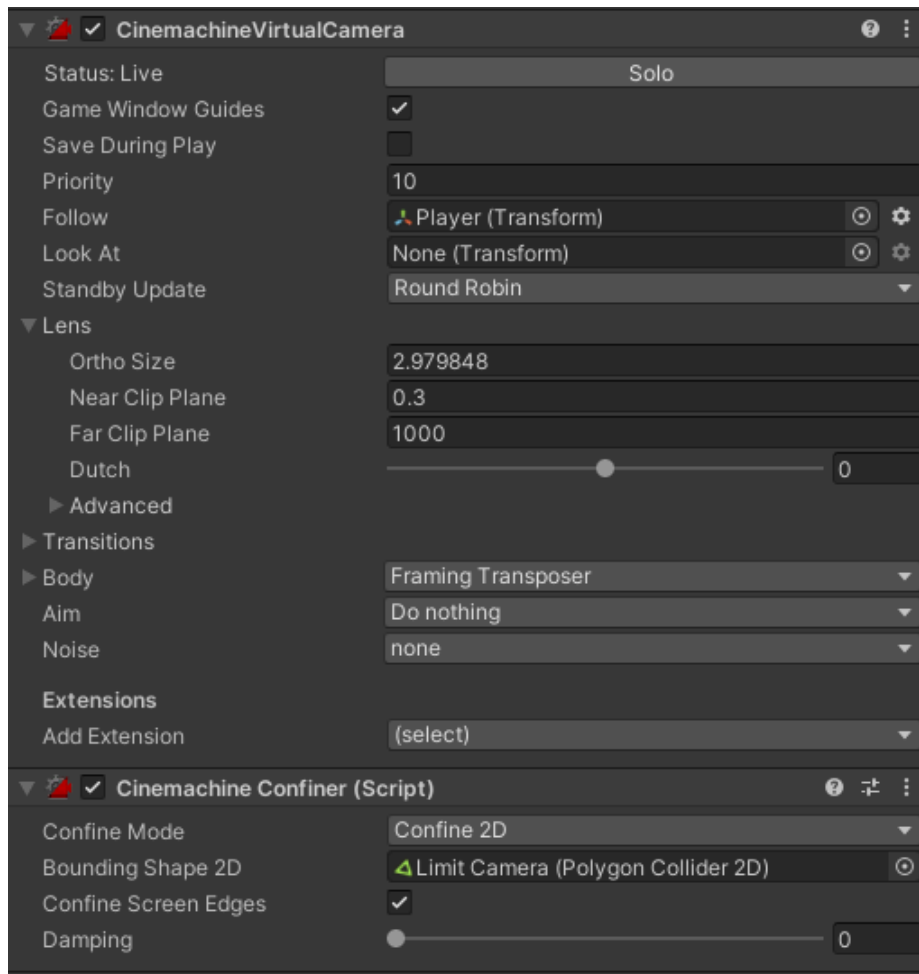 CinemachineVirtualCamera
Status: Live Solo
Game Window Guides
Save During Play
Priority 10
Follow Player (Transform)
Look At None (Transform)
Standby Update Round Robin
Lens
Ortho Size 2.979848
Near Clip Plane 0.3
Far Clip Plane 1000
Dutch 0
Advanced
Transitions
Body Framing Transposer
Aim Do nothing
Noise none
Extensions
Add Extension (select)
Cinemachine Confiner (Script)
Confine Mode Confine 2D
Bounding Shape 2D Limit Camera (Polygon Collider 2D)
Confine Screen Edges
Damping 0